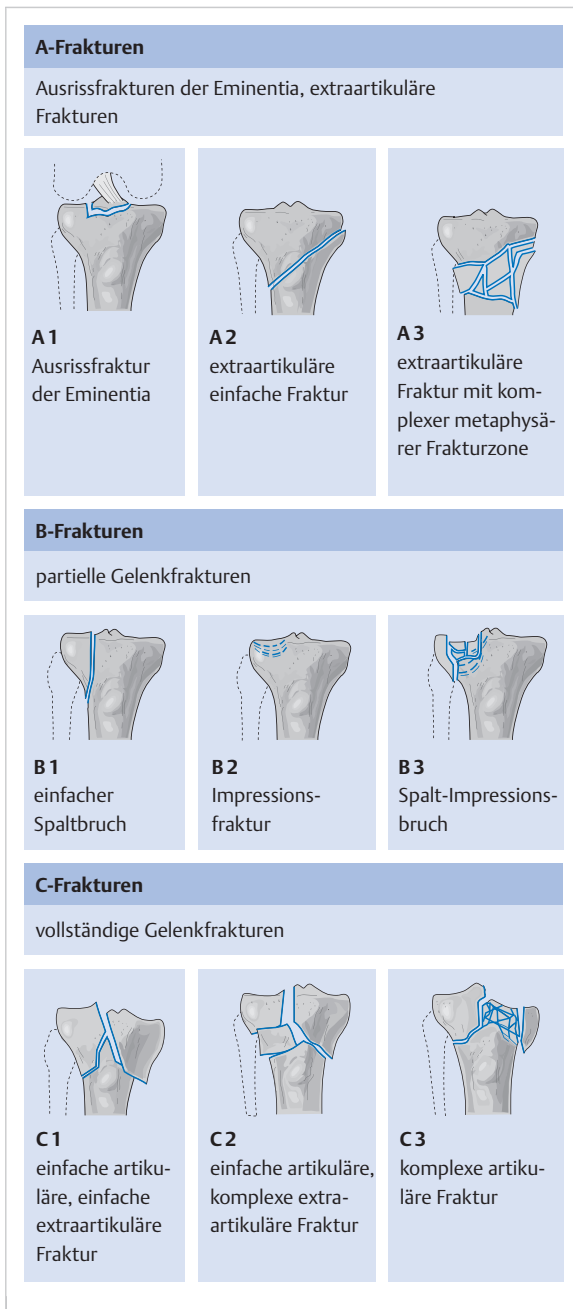 A-Frakturen
Ausrissfrakturen der Eminentia, extraartikuläre
Frakturen
A 1
Ausrissfraktur
der Eminentia
A 2
extraartikuläre
einfache Fraktur
A 3
extraartikuläre
Fraktur mit kom-
plexer metaphysä-
rer Frakturzone
B-Frakturen
partielle Gelenkfrakturen
B 1
einfacher
Spaltbruch
B 2
Impressions-
fraktur
B 3
Spalt-Impressions-
bruch
C-Frakturen
vollständige Gelenkfrakturen
C 1
einfache artiku-
läre, einfache
extraartikuläre
Fraktur
C 2
einfache artikuläre,
komplexe extra-
artikuläre Fraktur
C 3
komplexe artiku-
läre Fraktur